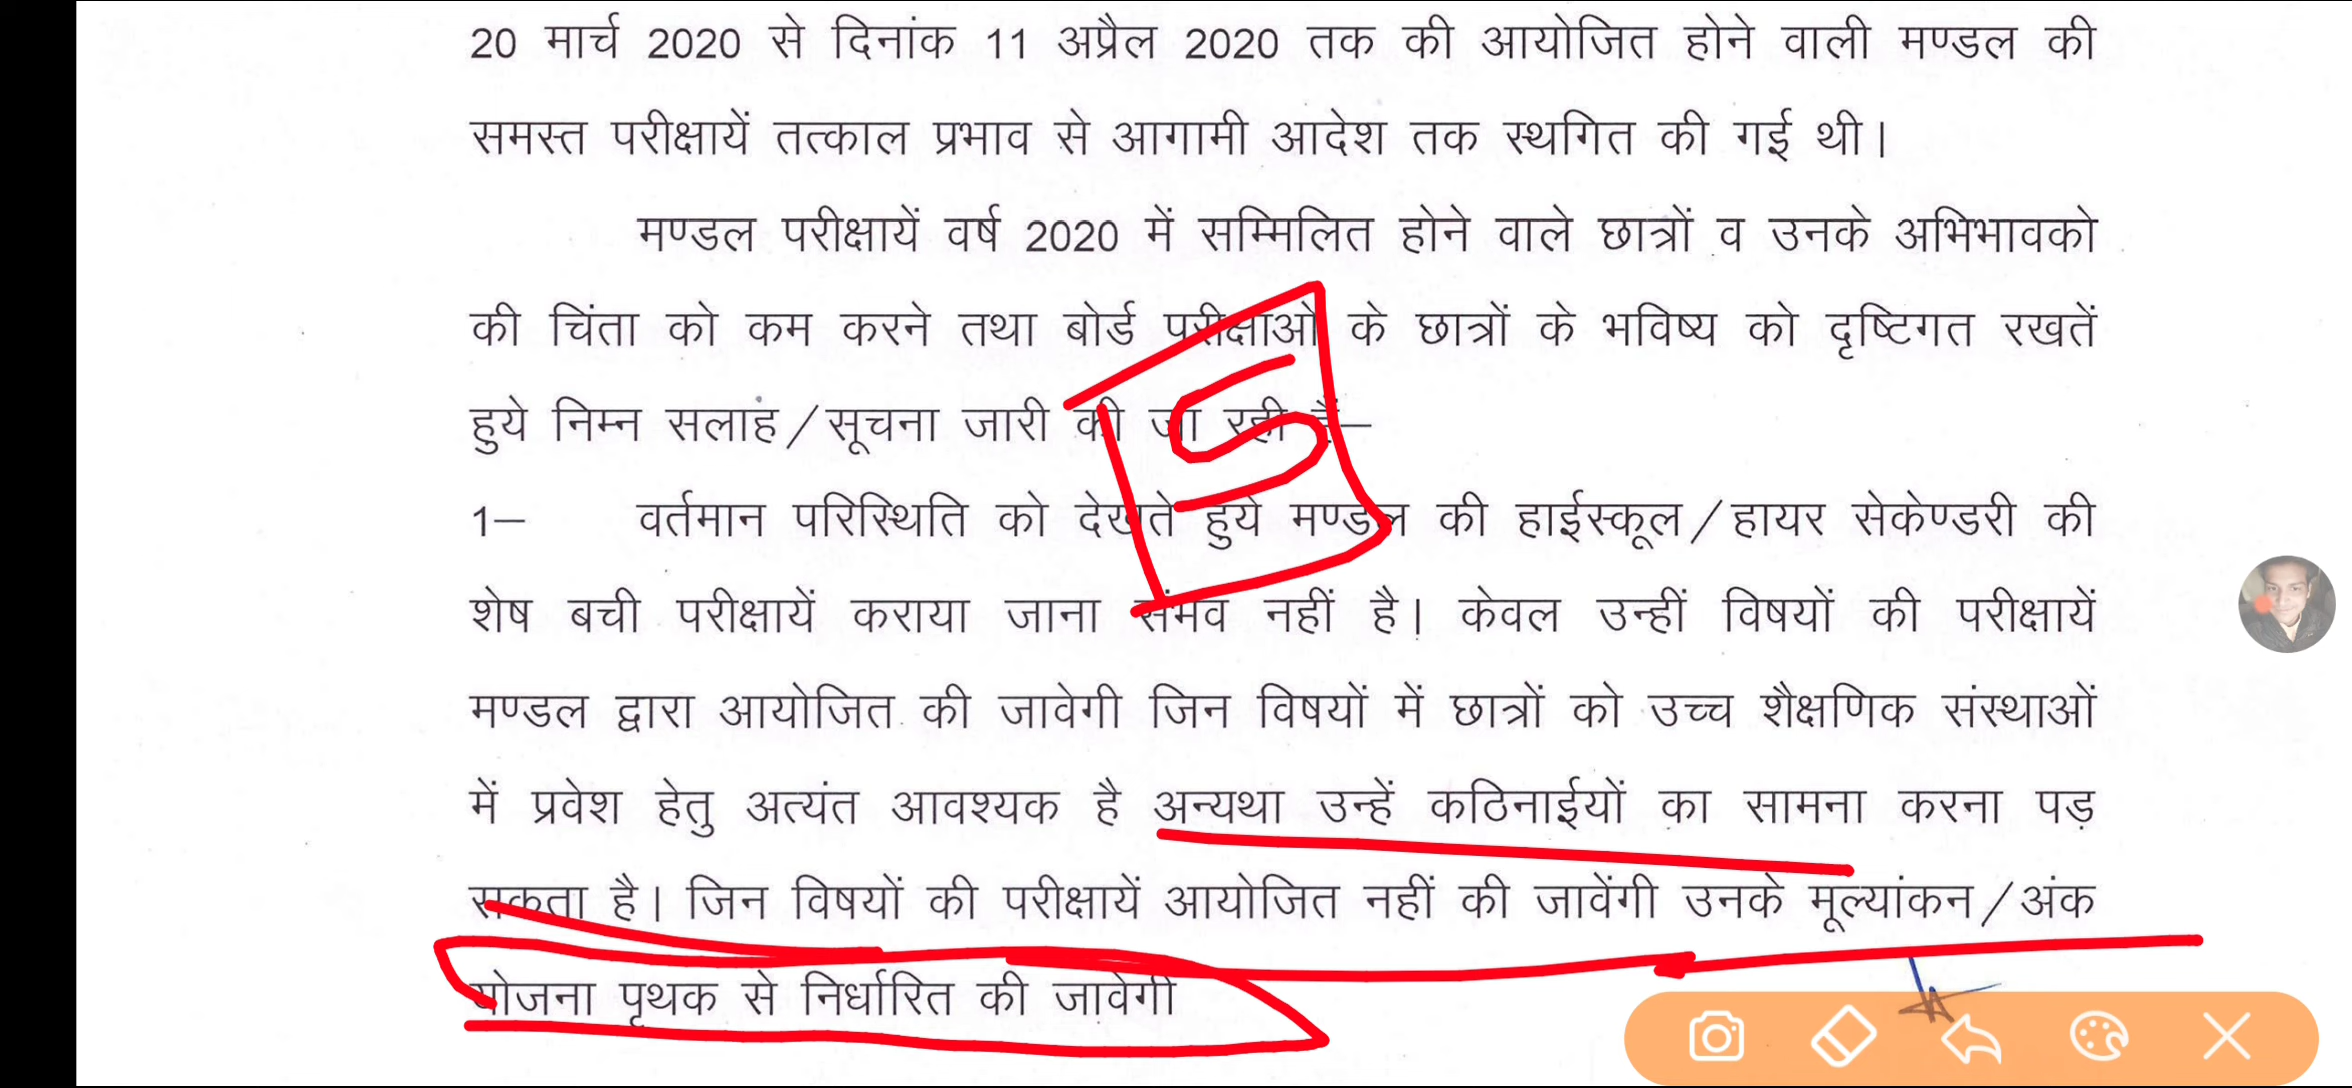 20 मार्च 2020 से दिनांक 11 अप्रैल 2020 तक की आयोजित होने वाली मण्डल की
समस्त परीक्षायें तत्काल प्रभाव से आगामी आदेश तक स्थगित की गई थी।
मण्डल परीक्षायें वर्ष 2020 में सम्मिलित होने वाले छात्रों व उनके अभिभावको
की चिंता को कम करने तथा बोर्ड परीक्षाओं के छात्रों के भविष्य को दृष्टिगत रखतें
हुये निम्न सलाह/सूचना जारी की जा रही हैं–
1– वर्तमान परिस्थिति को देखते हुये मण्डल की हाईस्कूल/हायर सेकेण्डरी की
शेष बची परीक्षायें कराया जाना संभव नहीं है। केवल उन्हीं विषयों की परीक्षायें
मण्डल द्वारा आयोजित की जावेगी जिन विषयों में छात्रों को उच्च शैक्षणिक संस्थाओं
में प्रवेश हेतु अत्यंत आवश्यक है अन्यथा उन्हें कठिनाईयों का सामना करना पड़
सकता है। जिन विषयों की परीक्षायें आयोजित नहीं की जावेंगी उनके मूल्यांकन/अंक
योजना पृथक से निर्धारित की जावेगी
5